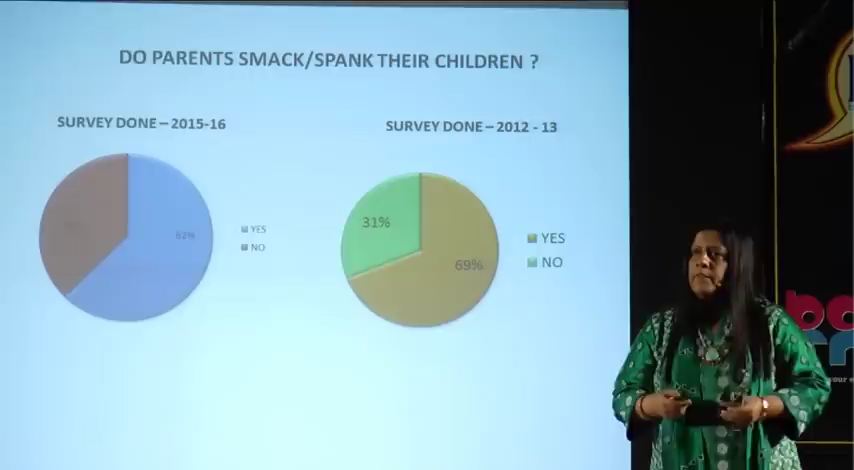 DO PARENTS SMACK/SPANK THEIR CHILDREN ?
SURVEY DONE – 2015-16
SURVEY DONE – 2012 - 13
62%
YES
NO
31%
69%
YES
NO